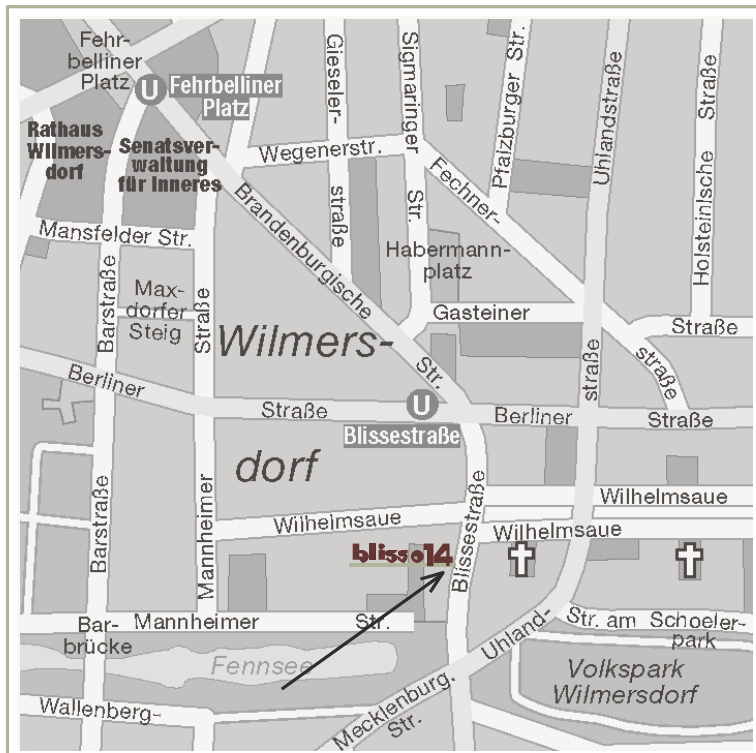 Fehr-
belliner
Platz
U
Fehrbelliner
Platz
Rathaus
Wilmers-
dorf
Senatsver-
waltung
für Inneres
Gieseler-
straße
Sigmaringer
Str.
Pfalzburger Str.
Uhlandstraße
Holsteinische Straße
Wegenerstr.
Fechner-
straße
Brandenburgische
Str.
Mansfelder Str.
Habermann-
platz
Max-
dorfer
Steig
Barstraße
Straße
Gasteiner
Straße
Wilmers-
dorf
Berliner
Straße
U
Blissestraße
Berliner
Straße
straße
Barstraße
Mannheimer
Wilhelmsaue
Wilhelmsaue
Wilhelmsaue
Blissestraße
blisse14
Bar-
brücke
Mannheimer
Str.
Uhland-
Str. am
Schoeler-
park
Fennsee
Volkspark
Wilmersdorf
Wallenberg-
Mecklenburg.
Str.